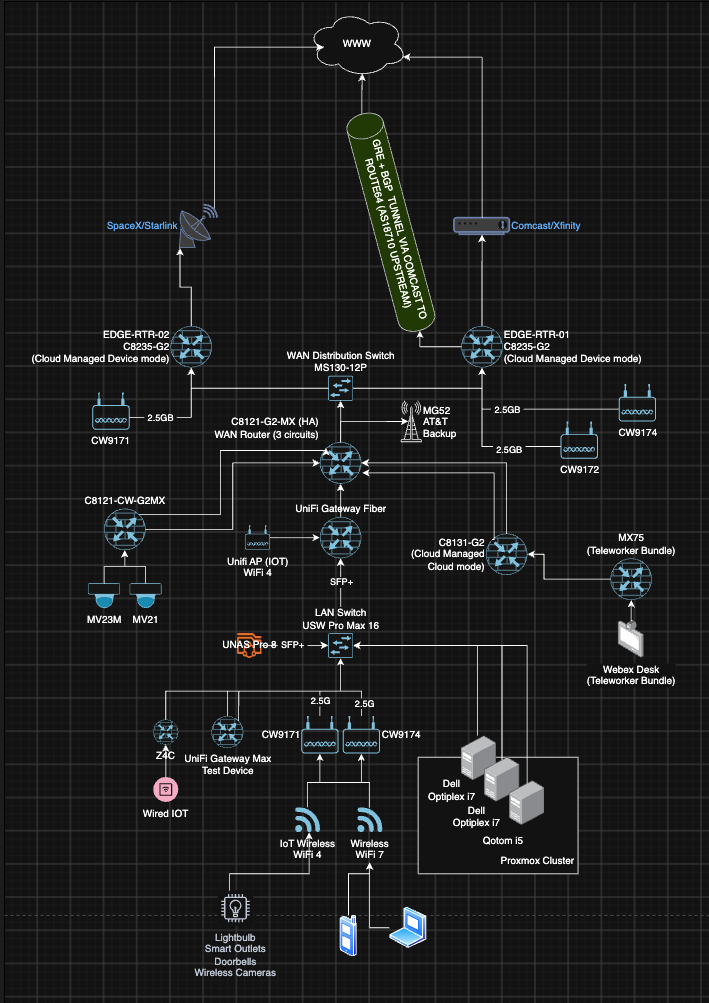 WWW
GRE + BGP TUNNEL VIA COMCAST TO
ROUTE64 (AS18710 UPSTREAM)
SpaceX/Starlink
Comcast/Xfinity
EDGE-RTR-02
C8235-G2
(Cloud Managed Device mode)
EDGE-RTR-01
C8235-G2
(Cloud Managed Device mode)
WAN Distribution Switch
MS130-12P
2.5GB
CW9171
2.5GB
CW9174
2.5GB
CW9172
C8121-G2-MX (HA)
WAN Router (3 circuits)
MG52
AT&T
Backup
C8121-CW-G2MX
MV23M
MV21
UniFi Gateway Fiber
Unifi AP (IOT)
WiFi 4
C8131-G2
(Cloud Managed
Cloud mode)
MX75
(Teleworker Bundle)
Webex Desk
(Teleworker Bundle)
SFP+
LAN Switch
USW Pro Max 16
UNAS Pro 8
SFP+
2.5G
2.5G
CW9171
CW9174
Z4C
UniFi Gateway Max
Test Device
Wired IOT
IoT Wireless
WiFi 4
Wireless
WiFi 7
Dell
Optiplex i7
Dell
Optiplex i7
Qotom i5
Proxmox Cluster
Lightbulb
Smart Outlets
Doorbells
Wireless Cameras